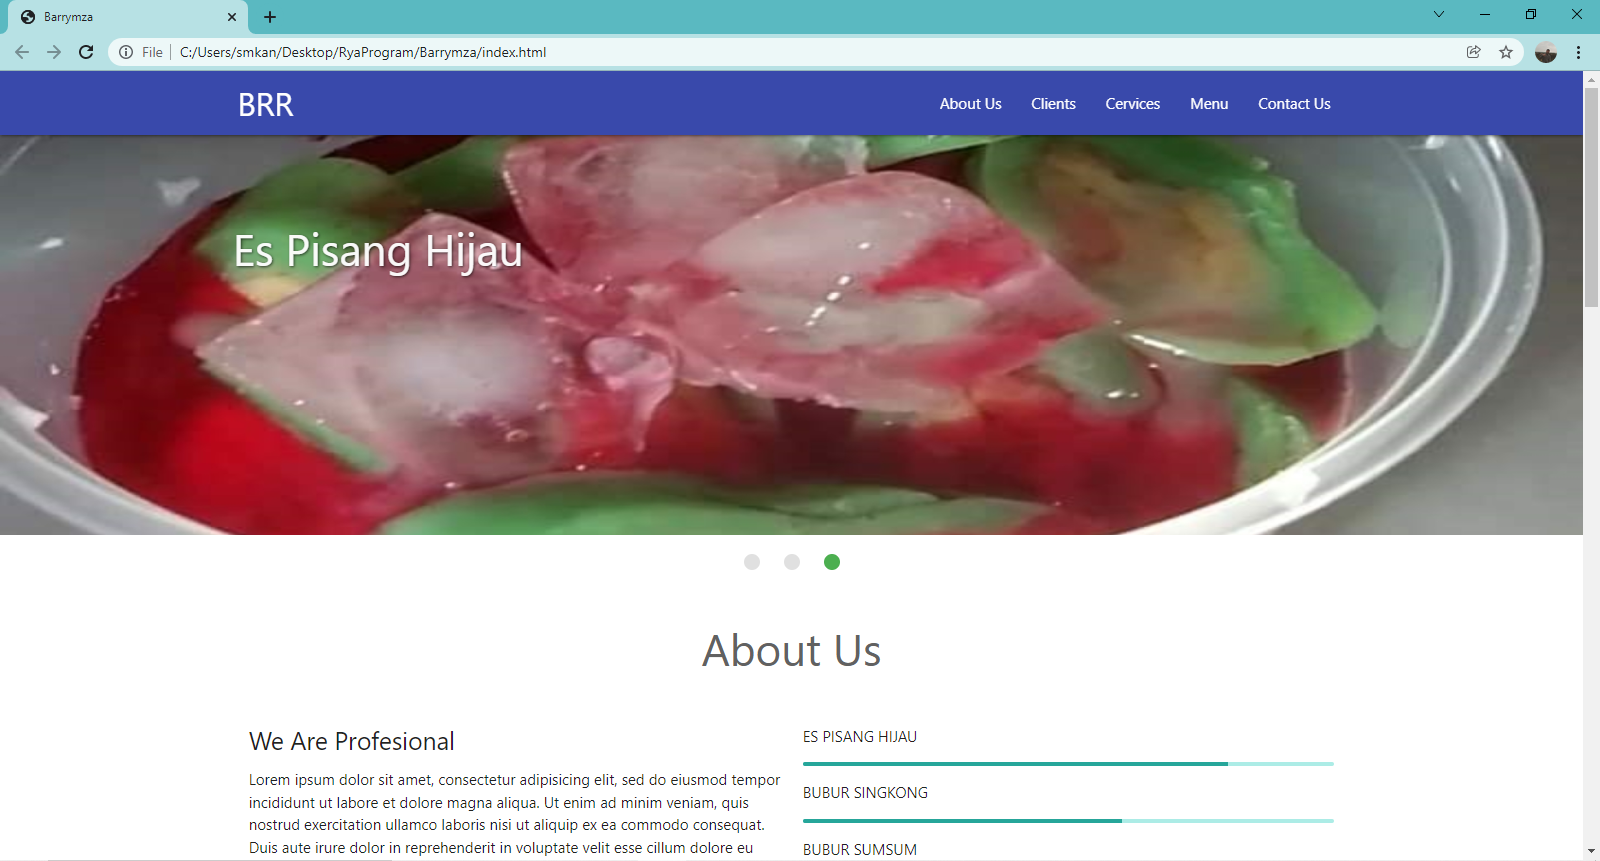 Barrymza
File | C:/Users/smkan/Desktop/RyaProgram/Barrymza/index.html
BRR
About Us Clients Cervices Menu Contact Us
Es Pisang Hijau
About Us
We Are Profesional
Lorem ipsum dolor sit amet, consectetur adipisicing elit, sed do eiusmod tempor
incididunt ut labore et dolore magna aliqua. Ut enim ad minim veniam, quis
nostrud exercitation ullamco laboris nisi ut aliquip ex ea commodo consequat.
Duis aute irure dolor in reprehenderit in voluptate velit esse cillum dolore eu
ES PISANG HIJAU
BUBUR SINGKONG
BUBUR SUMSUM